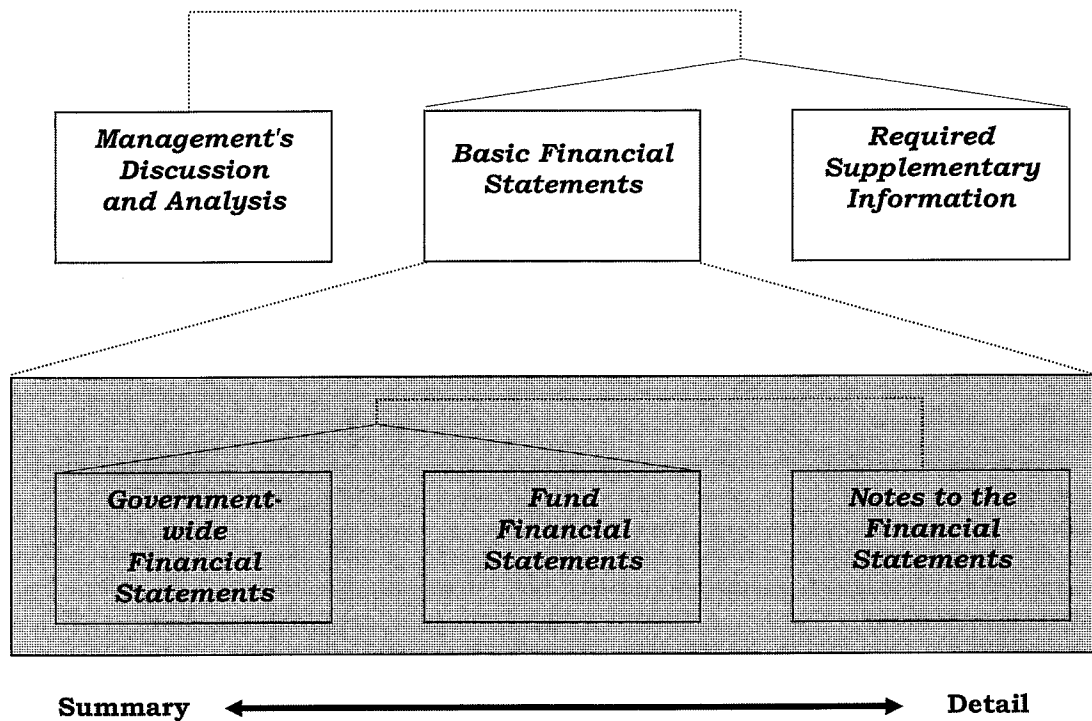 Management's
Discussion
and Analysis
Basic Financial
Statements
Required
Supplementary
Information
Government-
wide
Financial
Statements
Fund
Financial
Statements
Notes to the
Financial
Statements
Summary
Detail